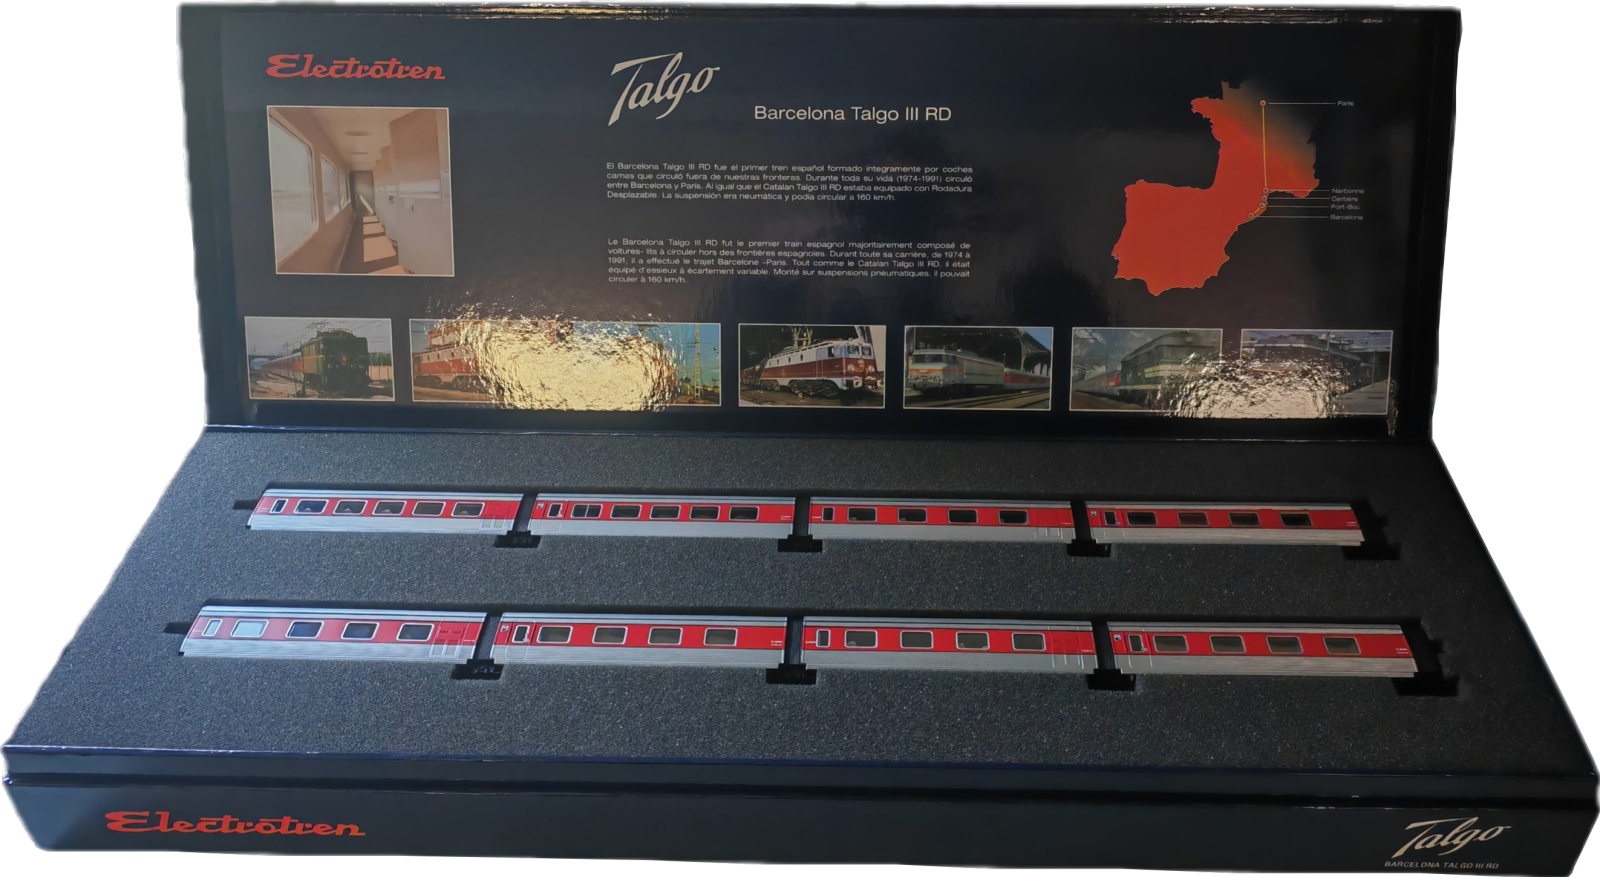 Electrotren
Talgo
Barcelona Talgo III RD
El Barcelona Talgo III RD fue el primer tren español formado integramente por coches
camas que circuló fuera de nuestras fronteras. Durante toda su vida (1974-1991) circuló
entre Barcelona y Paris. Al igual que el Catalan Talgo III RD estaba equipado con Rodadura
Desplazable. La suspensión era neumática y podía circular a 160 km/h.
Le Barcelona Talgo III RD fut le premier train espagnol majoritairement composé de
voitures- lits à circuler hors des frontières espagnoles. Durant toute sa carrière, de 1974 à
1991, il a effectué le trajet Barcelone –Paris. Tout comme le Catalan Talgo III RD, il était
équipé d'essieux à écartement variable. Monté sur suspensions pneumatiques, il pouvait
circuler à 160 km/h.
Paris
Narbonne
Cerbère
Port-Bou
Barcelona
Electrotren
Talgo
BARCELONA TALGO III RD